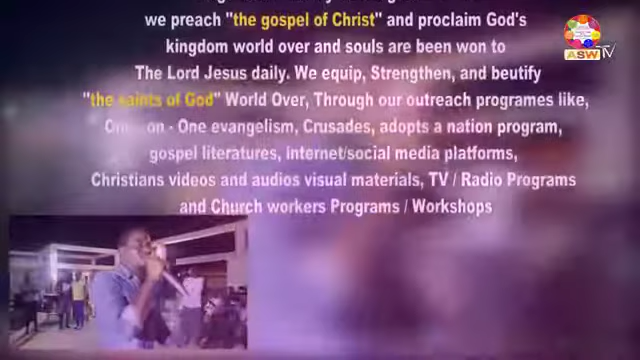 we preach "the gospel of Christ" and proclaim God's
kingdom world over and souls are been won to
The Lord Jesus daily. We equip, Strengthen, and beutify
"the saints of God" World Over, Through our outreach programes like,
on - One evangelism, Crusades, adopts a nation program,
gospel literatures, Internet/social media platforms,
Christians videos and audios visual materials, TV / Radio Programs
and Church workers Programs / Workshops
ASWTV